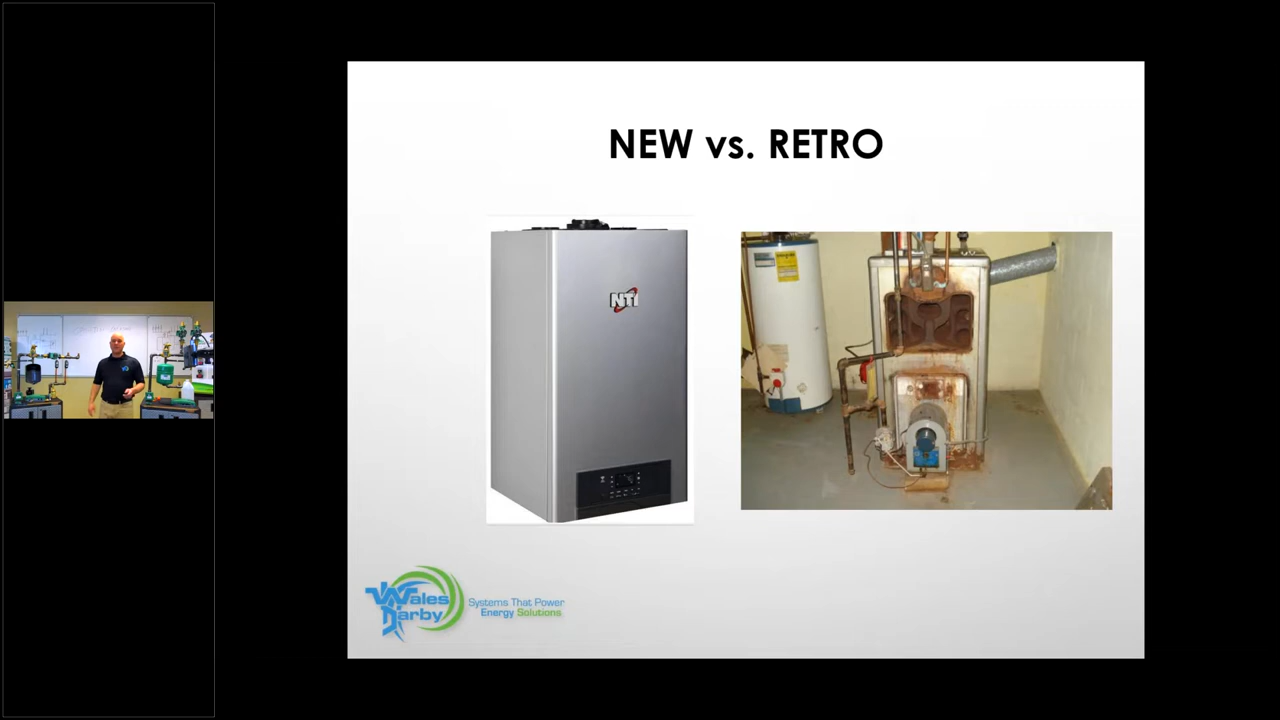 NEW vs. RETRO
NTI
Wales
Darby
Systems That Power
Energy Solutions